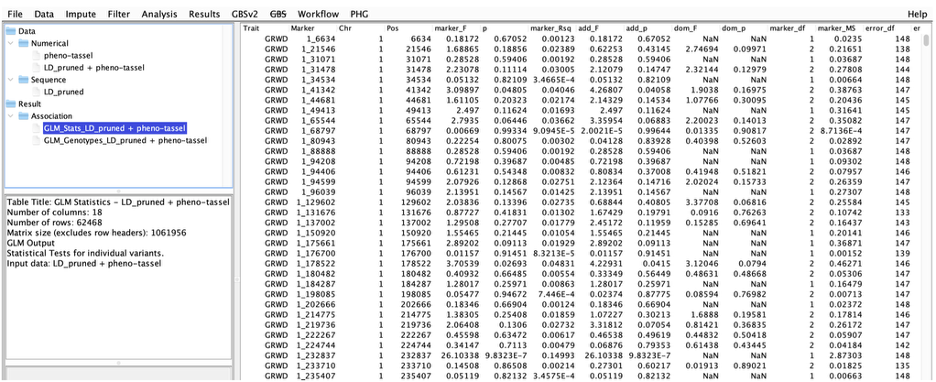 File Data Impute Filter Analysis Results GBSv2 GBS Workflow PHG Help
Data
Numerical
pheno-tassel
LD_pruned + pheno-tassel
Sequence
LD_pruned
Result
Association
GLM_Stats_LD_pruned + pheno-tassel
GLM_Genotypes_LD_pruned + pheno-tassel
Table Title: GLM Statistics - LD_pruned + pheno-tassel
Number of columns: 18
Number of rows: 62468
Matrix size (excludes row headers): 1061956
GLM Output
Statistical Tests for individual variants.
Input data: LD_pruned + pheno-tassel
Trait Marker Chr Pos marker_F p marker_Rsq add_F add_p dom_F dom_p marker_df marker_MS error_df er
GRWD 1_6634 1 6634 0.18172 0.67052 0.00123 0.18172 0.67052 NaN NaN 1 0.0235 148
GRWD 1_21546 1 21546 1.68865 0.18856 0.02389 0.62253 0.43145 2.74694 0.09971 2 0.21651 138
GRWD 1_31071 1 31071 0.28528 0.59406 0.00192 0.28528 0.59406 NaN NaN 1 0.03687 148
GRWD 1_31478 1 31478 2.23078 0.11114 0.03005 2.12079 0.14747 2.32144 0.12979 2 0.27808 144
GRWD 1_34534 1 34534 0.05132 0.82109 3.4665E-4 0.05132 0.82109 NaN NaN 1 0.00664 148
GRWD 1_41342 1 41342 3.09897 0.04805 0.04046 4.26807 0.04058 1.9038 0.16975 2 0.38763 147
GRWD 1_44681 1 44681 1.61105 0.20323 0.02174 2.14329 0.14534 1.07766 0.30095 2 0.20436 145
GRWD 1_49413 1 49413 2.497 0.11624 0.01693 2.497 0.11624 NaN NaN 1 0.31641 145
GRWD 1_65544 1 65544 2.7935 0.06446 0.03662 3.35954 0.06883 2.20023 0.14013 2 0.35082 147
GRWD 1_68797 1 68797 0.00669 0.99334 9.0945E-5 2.0021E-5 0.99644 0.01335 0.90817 2 8.7136E-4 147
GRWD 1_80943 1 80943 0.22254 0.80075 0.00302 0.04128 0.83928 0.40398 0.52603 2 0.02892 147
GRWD 1_88888 1 88888 0.28528 0.59406 0.00192 0.28528 0.59406 NaN NaN 1 0.03687 148
GRWD 1_94208 1 94208 0.72198 0.39687 0.00485 0.72198 0.39687 NaN NaN 1 0.09302 148
GRWD 1_94406 1 94406 0.61231 0.54348 0.00832 0.80834 0.37008 0.41948 0.51821 2 0.07957 146
GRWD 1_94599 1 94599 2.07926 0.12868 0.02751 2.12364 0.14716 2.02024 0.15733 2 0.26359 147
GRWD 1_96039 1 96039 2.13951 0.14567 0.01425 2.13951 0.14567 NaN NaN 1 0.27307 148
GRWD 1_129602 1 129602 2.03836 0.13396 0.02735 0.68844 0.40805 3.37708 0.06816 2 0.25584 145
GRWD 1_131676 1 131676 0.87727 0.41831 0.01302 1.67429 0.19791 0.0916 0.76263 2 0.10742 133
GRWD 1_137002 1 137002 1.29508 0.27707 0.01779 2.45172 0.11959 0.15285 0.69641 2 0.16437 143
GRWD 1_150920 1 150920 1.55465 0.21445 0.01054 1.55465 0.21445 NaN NaN 1 0.20141 146
GRWD 1_175661 1 175661 2.89202 0.09113 0.01929 2.89202 0.09113 NaN NaN 1 0.36871 147
GRWD 1_176700 1 176700 0.01157 0.91451 8.3213E-5 0.01157 0.91451 NaN NaN 1 0.00152 139
GRWD 1_178522 1 178522 3.70539 0.02693 0.04831 4.22931 0.0415 3.12046 0.0794 2 0.46271 146
GRWD 1_180482 1 180482 0.40932 0.66485 0.00554 0.33349 0.56449 0.48631 0.48668 2 0.05306 147
GRWD 1_184287 1 184287 1.28017 0.25971 0.00863 1.28017 0.25971 NaN NaN 1 0.16479 147
GRWD 1_198085 1 198085 0.05477 0.94672 7.446E-4 0.02374 0.87775 0.08594 0.76982 2 0.00713 147
GRWD 1_202666 1 202666 0.18346 0.66904 0.00124 0.18346 0.66904 NaN NaN 1 0.02372 148
GRWD 1_214775 1 214775 1.38305 0.25408 0.01859 1.07227 0.30213 1.6888 0.19581 2 0.17814 146
GRWD 1_219736 1 219736 2.06408 0.1306 0.02732 3.31812 0.07054 0.81421 0.36835 2 0.26172 147
GRWD 1_222267 1 222267 0.45598 0.63472 0.00617 0.46538 0.49619 0.44832 0.50418 2 0.05907 147
GRWD 1_224744 1 224744 0.34147 0.7113 0.00479 0.06876 0.79353 0.61438 0.43445 2 0.04184 142
GRWD 1_232837 1 232837 26.10338 9.8323E-7 0.14993 26.10338 9.8323E-7 NaN NaN 1 2.87303 148
GRWD 1_233710 1 233710 0.14508 0.86508 0.00214 0.27301 0.60217 0.01913 0.89021 2 0.01825 135
GRWD 1_235407 1 235407 0.05119 0.82132 3.4575E-4 0.05119 0.82132 NaN NaN 1 0.00663 148